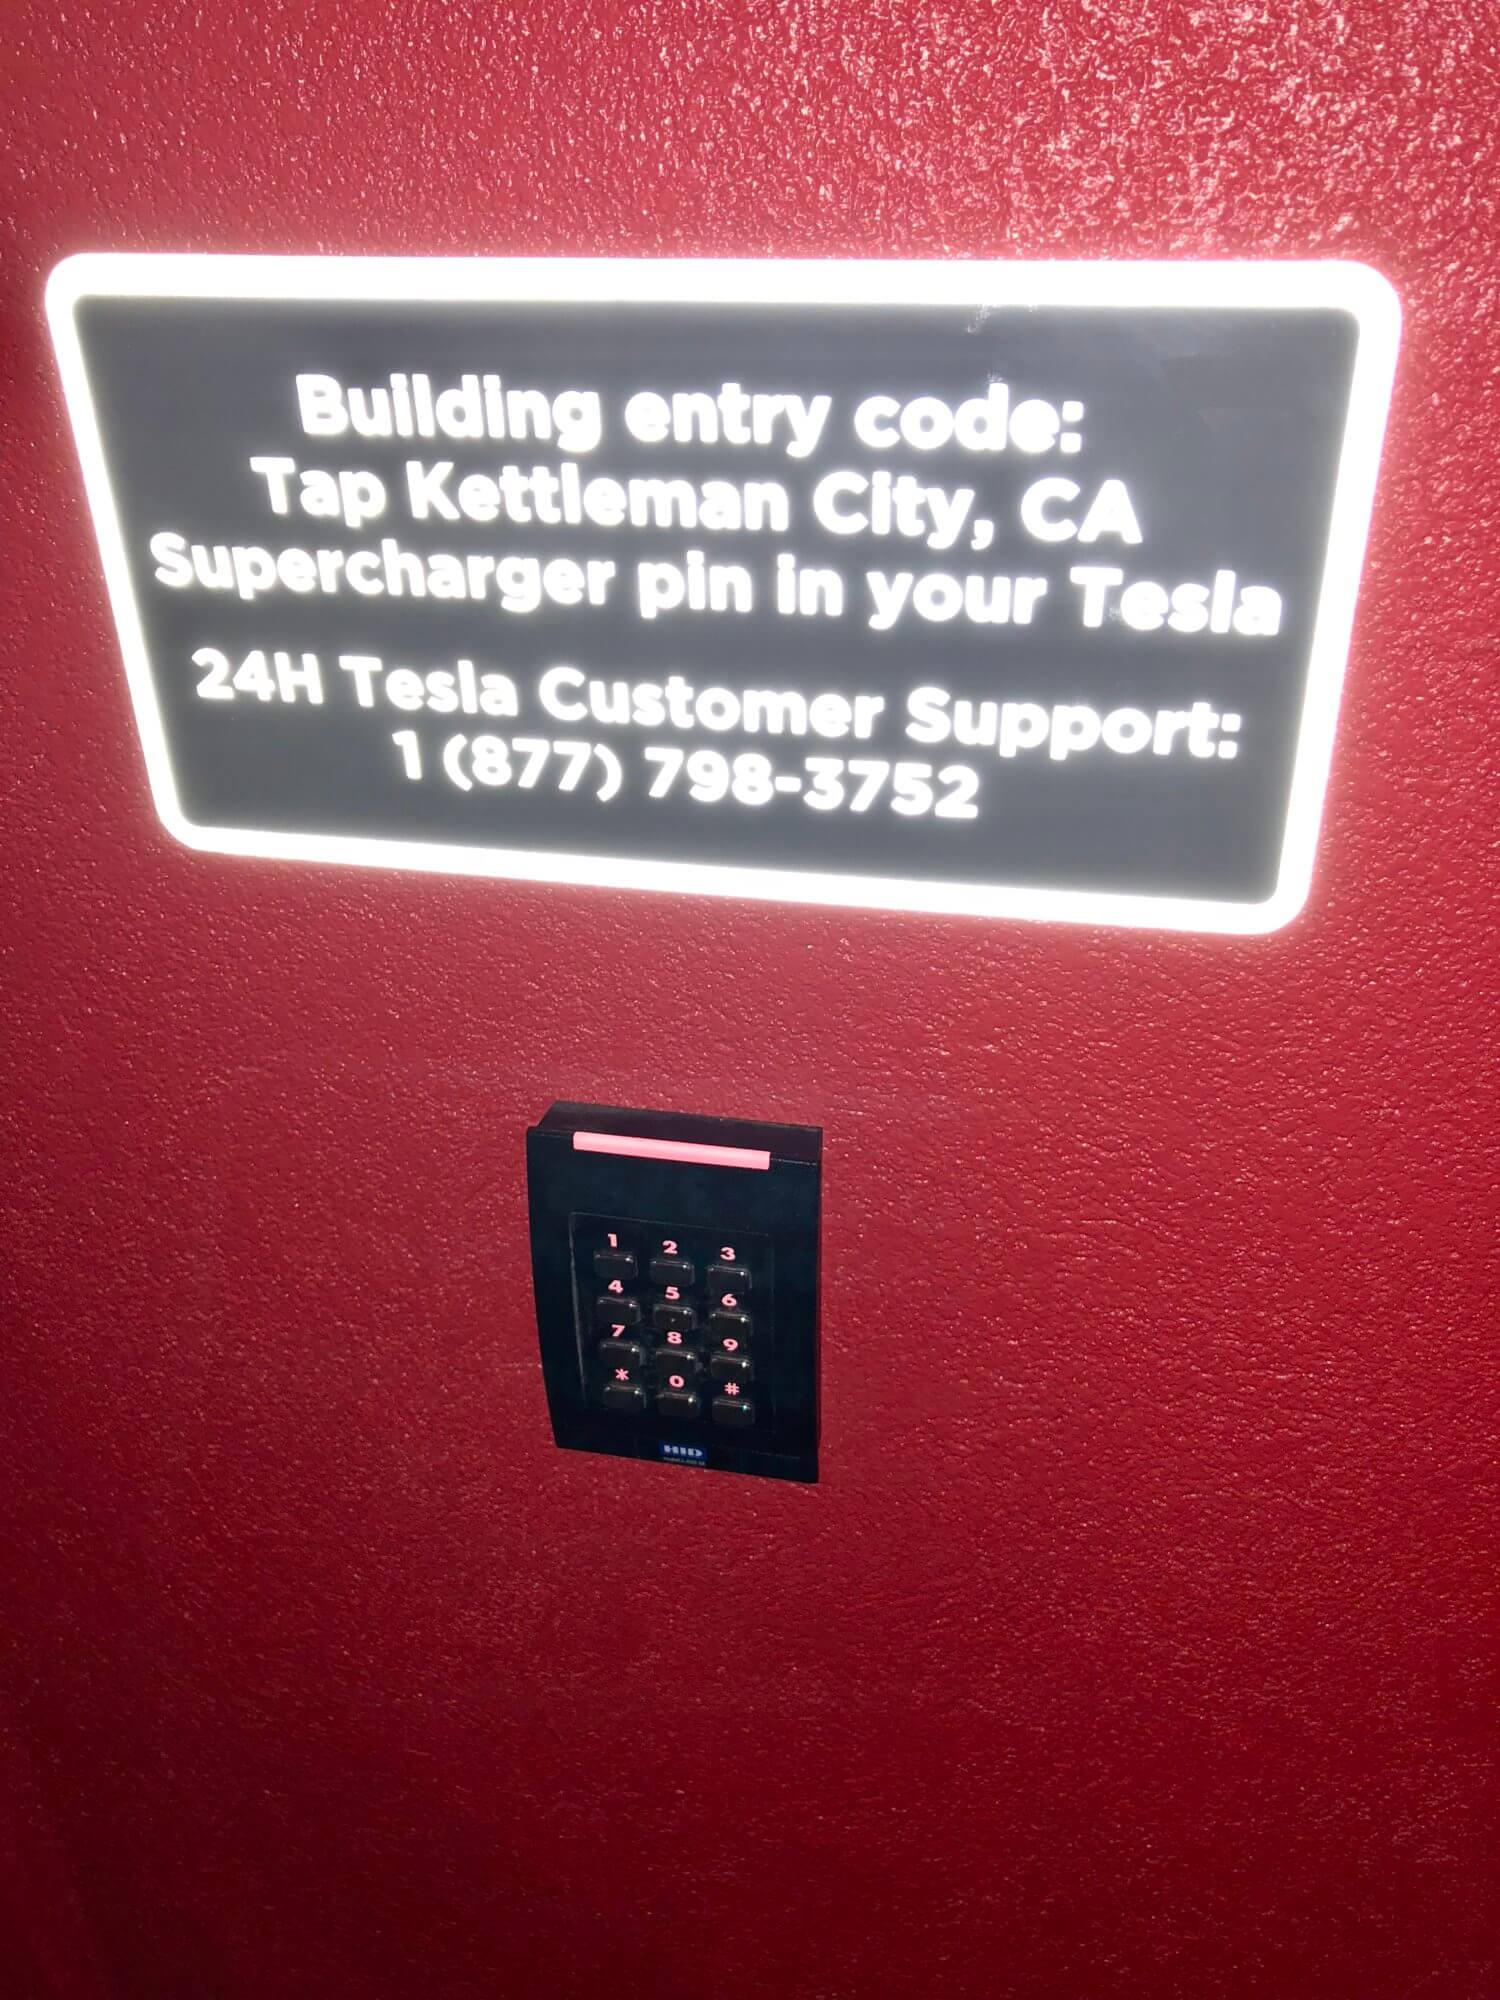 Building entry code:
Tap Kettleman City, CA
Supercharger pin in your Tesla
24H Tesla Customer Support:
1 (877) 798-3752
1 2 3
4 5 6
7 8 9
* 0 #
HID